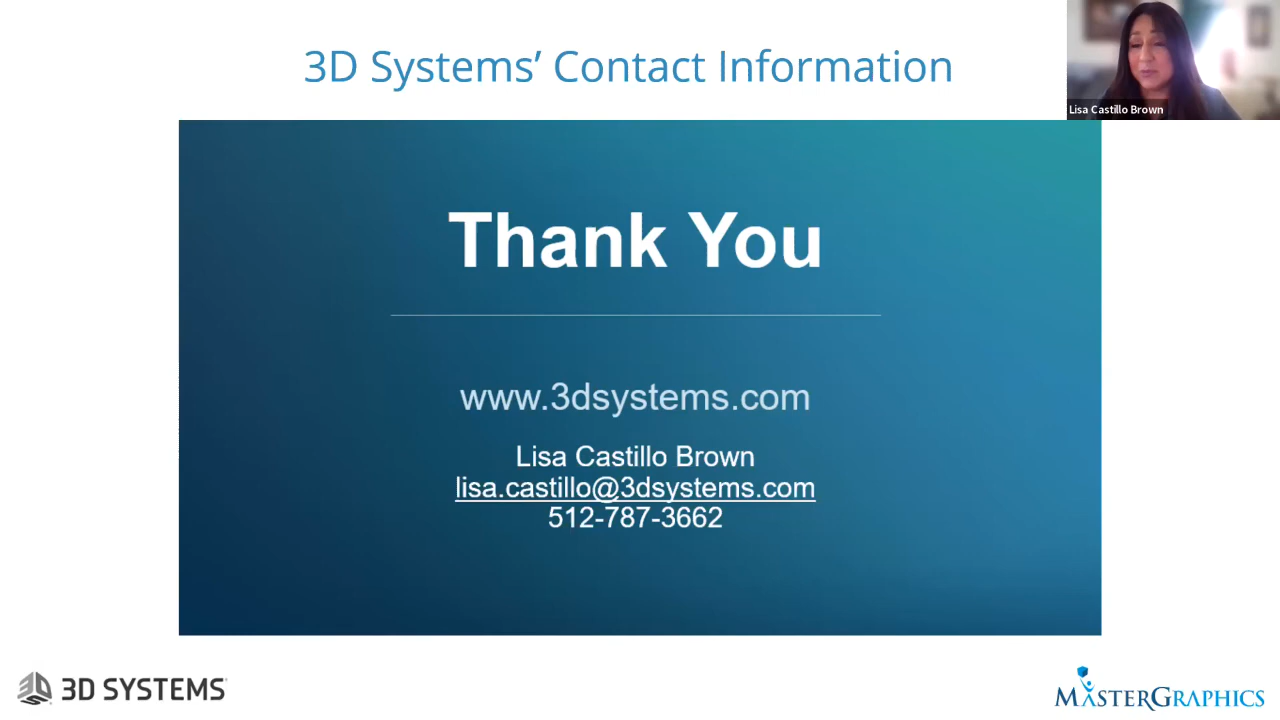 3D Systems’ Contact Information
Lisa Castillo Brown
Thank You
www.3dsystems.com
Lisa Castillo Brown
lisa.castillo@3dsystems.com
512-787-3662
3D SYSTEMS
MASTERGRAPHICS